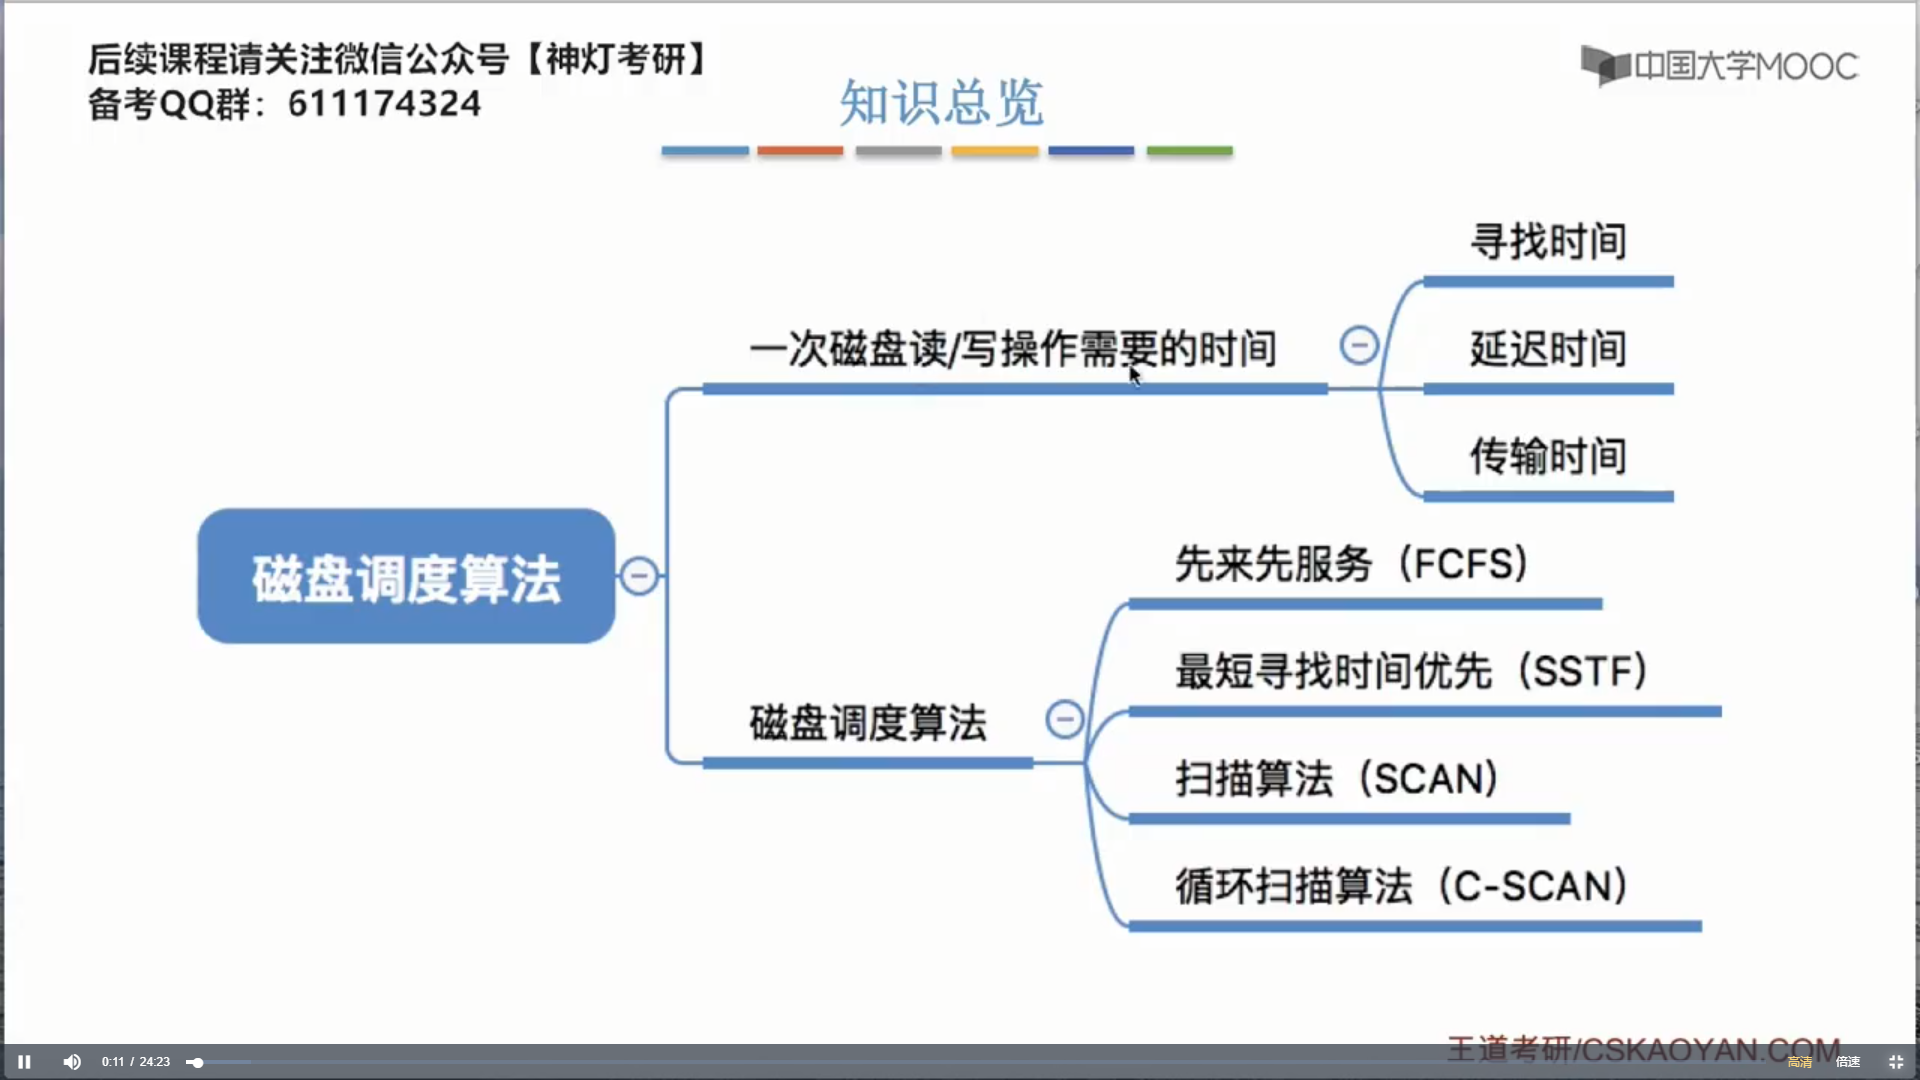 后续课程请关注微信公众号【神灯考研】
备考QQ群：611174324
中国大学MOOC
知识总览
寻找时间
一次磁盘读/写操作需要的时间
延迟时间
传输时间
磁盘调度算法
先来先服务（FCFS）
最短寻找时间优先（SSTF）
磁盘调度算法
扫描算法（SCAN）
循环扫描算法（C-SCAN）
王道考研/CSKAOYAN.COM
0:11 / 24:23
高清
倍速